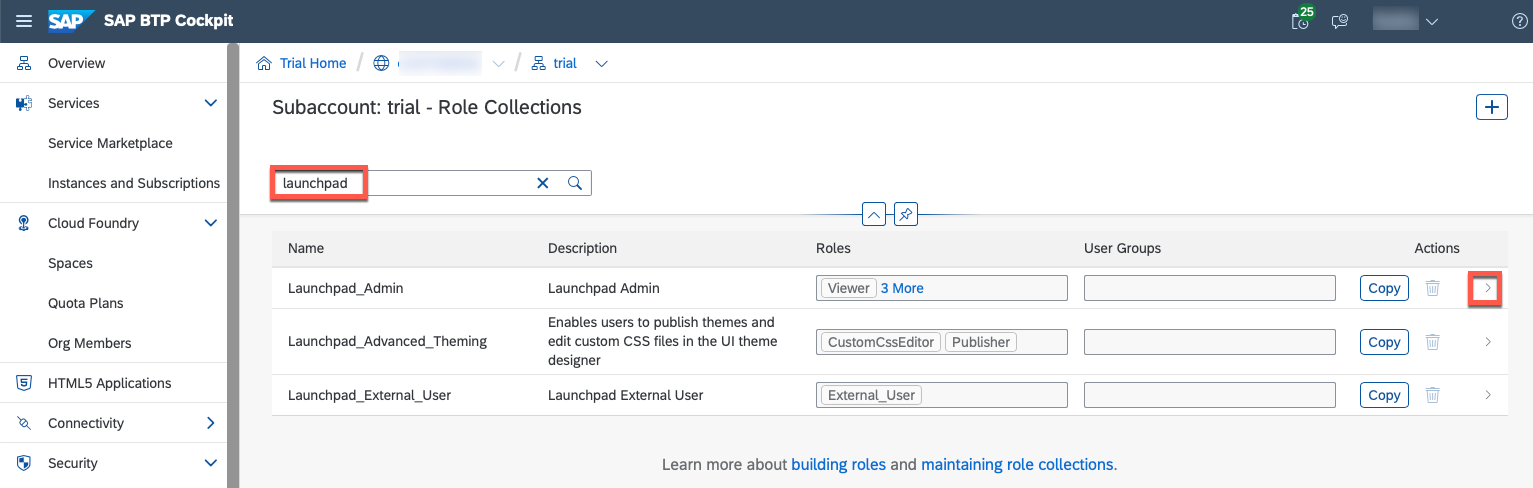 SAP SAP BTP Cockpit 25
Overview
Services
Service Marketplace
Instances and Subscriptions
Cloud Foundry
Spaces
Quota Plans
Org Members
HTML5 Applications
Connectivity
Security
Trial Home / / trial
Subaccount: trial - Role Collections
launchpad
Name Description Roles User Groups Actions
Launchpad_Admin Launchpad Admin Viewer 3 More Copy
Launchpad_Advanced_Theming Enables users to publish themes and
edit custom CSS files in the UI theme
designer CustomCssEditor Publisher Copy
Launchpad_External_User Launchpad External User External_User Copy
Learn more about building roles and maintaining role collections.